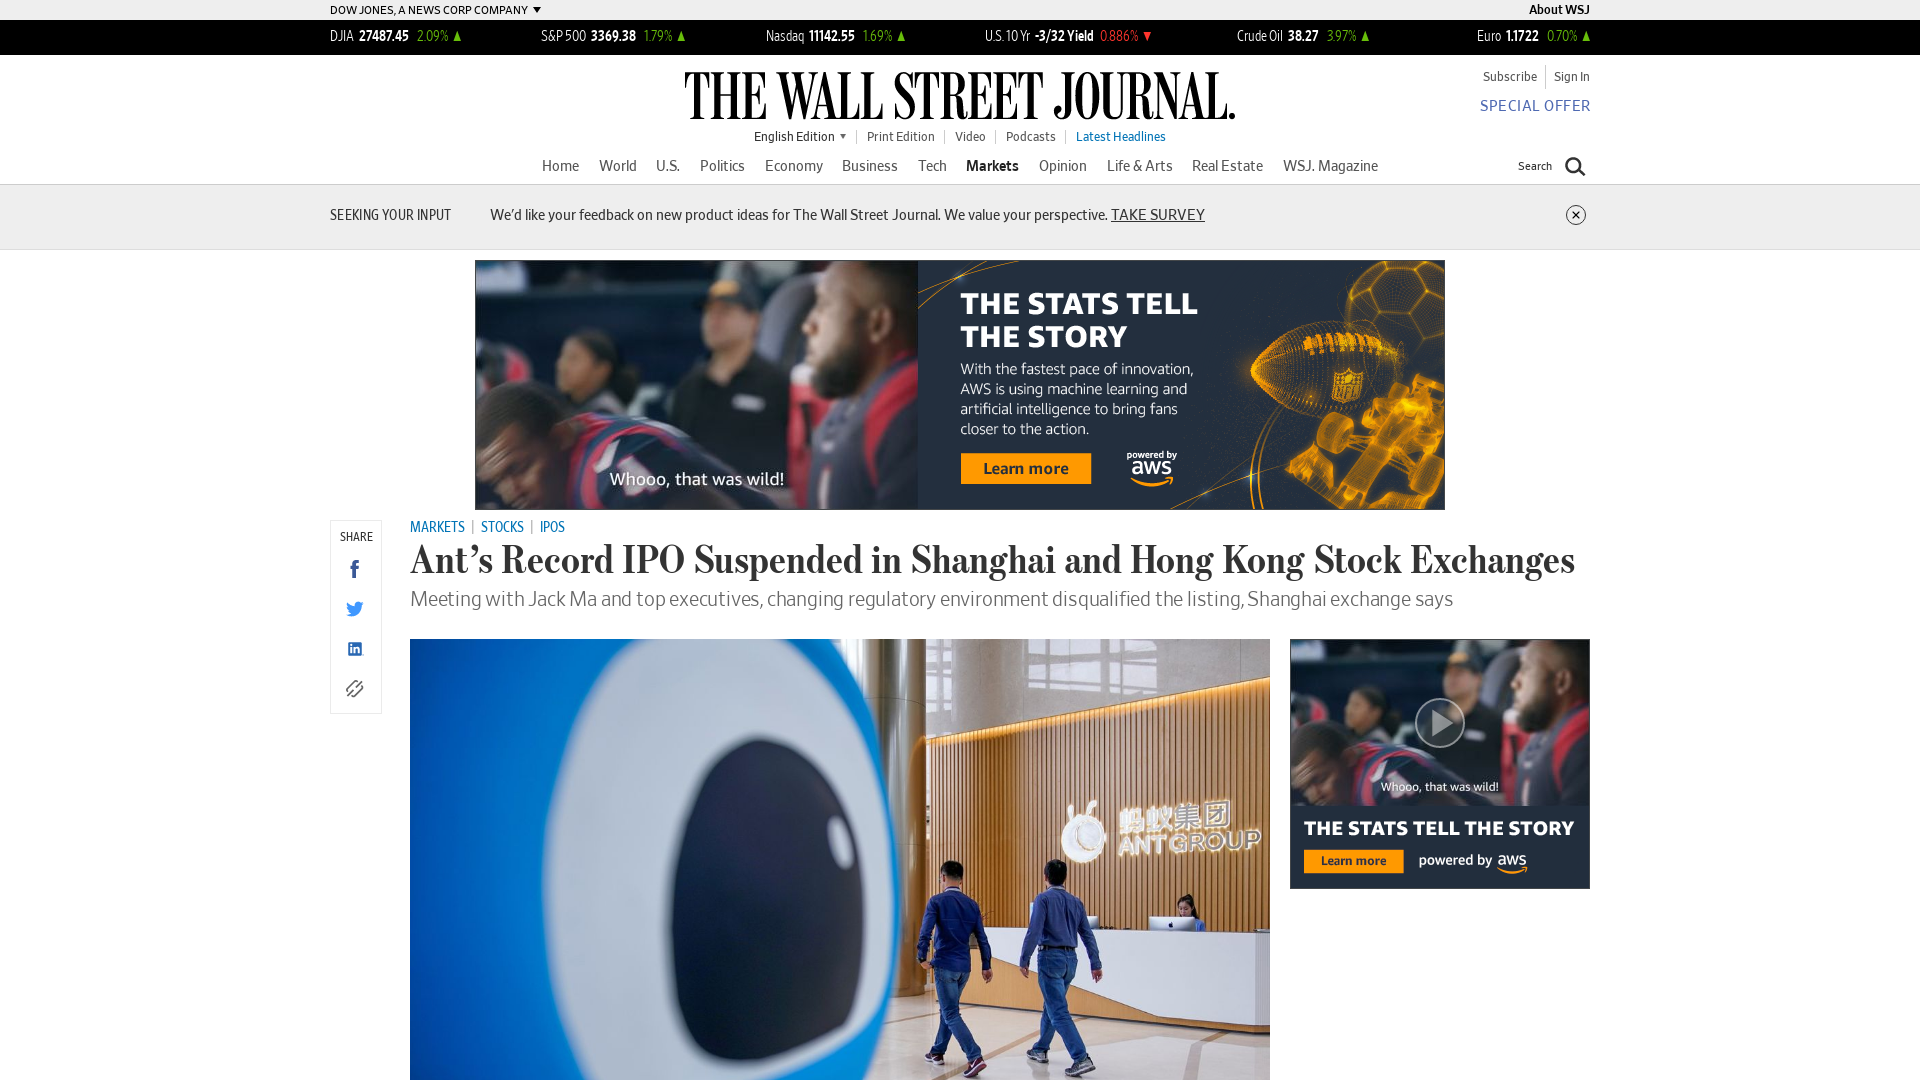 DOW JONES, A NEWS CORP COMPANY
About WSJ
DJIA 27487.45 2.09%
S&P 500 3369.38 1.79%
Nasdaq 11142.55 1.69%
U.S. 10 Yr -3/32 Yield 0.886%
Crude Oil 38.27 3.97%
Euro 1.1722 0.70%
THE WALL STREET JOURNAL.
Subscribe
Sign In
SPECIAL OFFER
English Edition
Print Edition
Video
Podcasts
Latest Headlines
Home
World
U.S.
Politics
Economy
Business
Tech
Markets
Opinion
Life & Arts
Real Estate
WSJ. Magazine
Search
SEEKING YOUR INPUT
We’d like your feedback on new product ideas for The Wall Street Journal. We value your perspective. TAKE SURVEY
Whooo, that was wild!
THE STATS TELL
THE STORY
With the fastest pace of innovation,
AWS is using machine learning and
artificial intelligence to bring fans
closer to the action.
Learn more
powered by
aws
NFL
SHARE
MARKETS | STOCKS | IPOS
Ant’s Record IPO Suspended in Shanghai and Hong Kong Stock Exchanges
Meeting with Jack Ma and top executives, changing regulatory environment disqualified the listing, Shanghai exchange says
蚂蚁集团
ANT GROUP
Whooo, that was wild!
THE STATS TELL THE STORY
Learn more
powered by aws